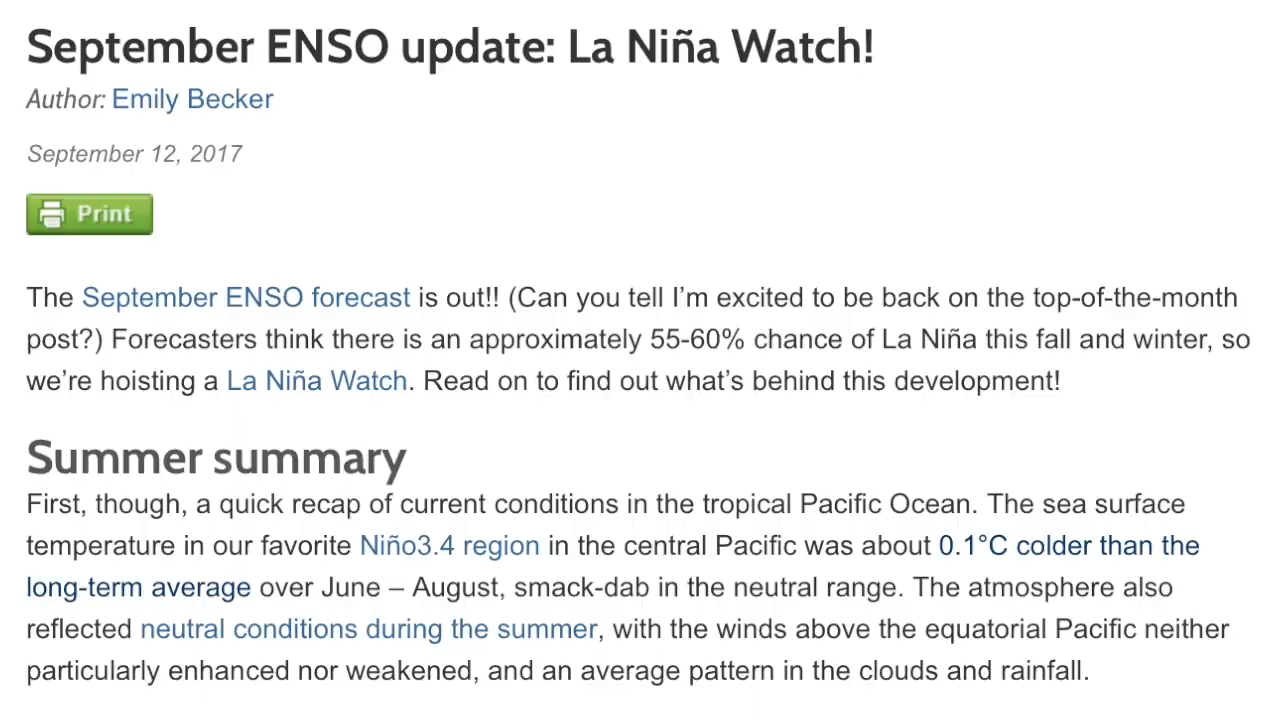 September ENSO update: La Niña Watch!
Author: Emily Becker
September 12, 2017
Print
The September ENSO forecast is out!! (Can you tell I’m excited to be back on the top-of-the-month
post?) Forecasters think there is an approximately 55-60% chance of La Niña this fall and winter, so
we’re hoisting a La Niña Watch. Read on to find out what’s behind this development!
Summer summary
First, though, a quick recap of current conditions in the tropical Pacific Ocean. The sea surface
temperature in our favorite Niño3.4 region in the central Pacific was about 0.1°C colder than the
long-term average over June – August, smack-dab in the neutral range. The atmosphere also
reflected neutral conditions during the summer, with the winds above the equatorial Pacific neither
particularly enhanced nor weakened, and an average pattern in the clouds and rainfall.